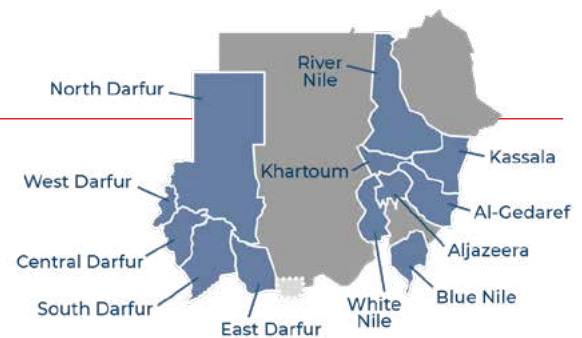 River
Nile
North Darfur
Kassala
Khartoum
West Darfur
Al-Gedaref
Aljazeera
Central Darfur
Blue Nile
South Darfur
White
Nile
East Darfur